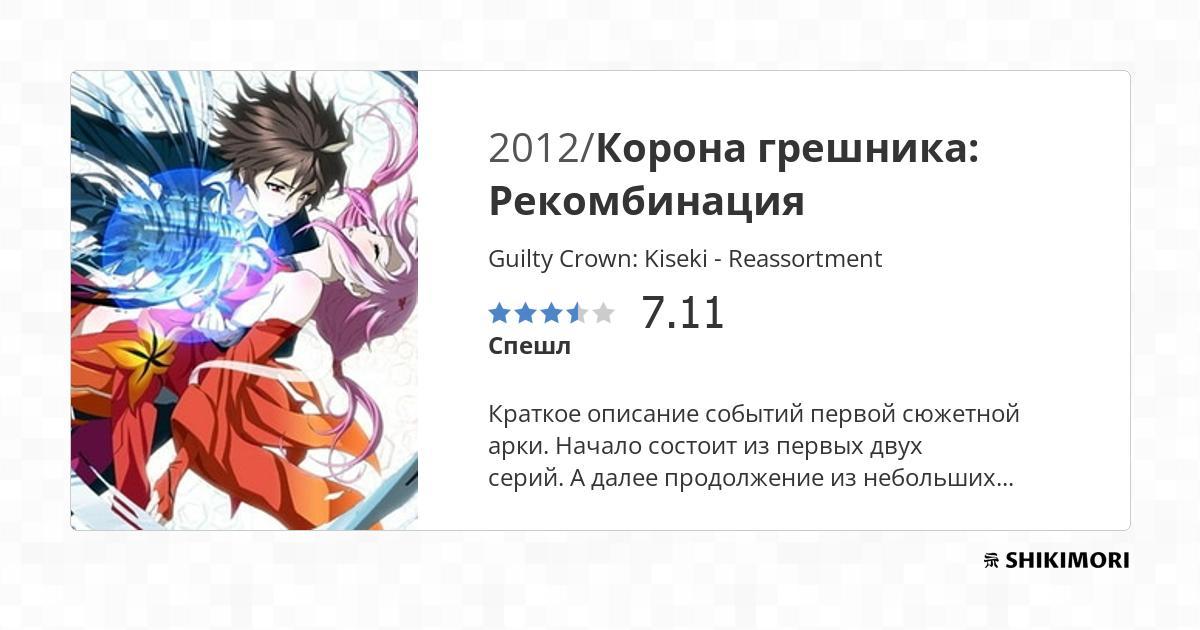 2012/Корона грешника:
Рекомбинация
Guilty Crown: Kiseki - Reassortment
7.11
Спешл
Краткое описание событий первой сюжетной
арки. Начало состоит из первых двух
серий. А далее продолжение из небольших...
SHIKIMORI